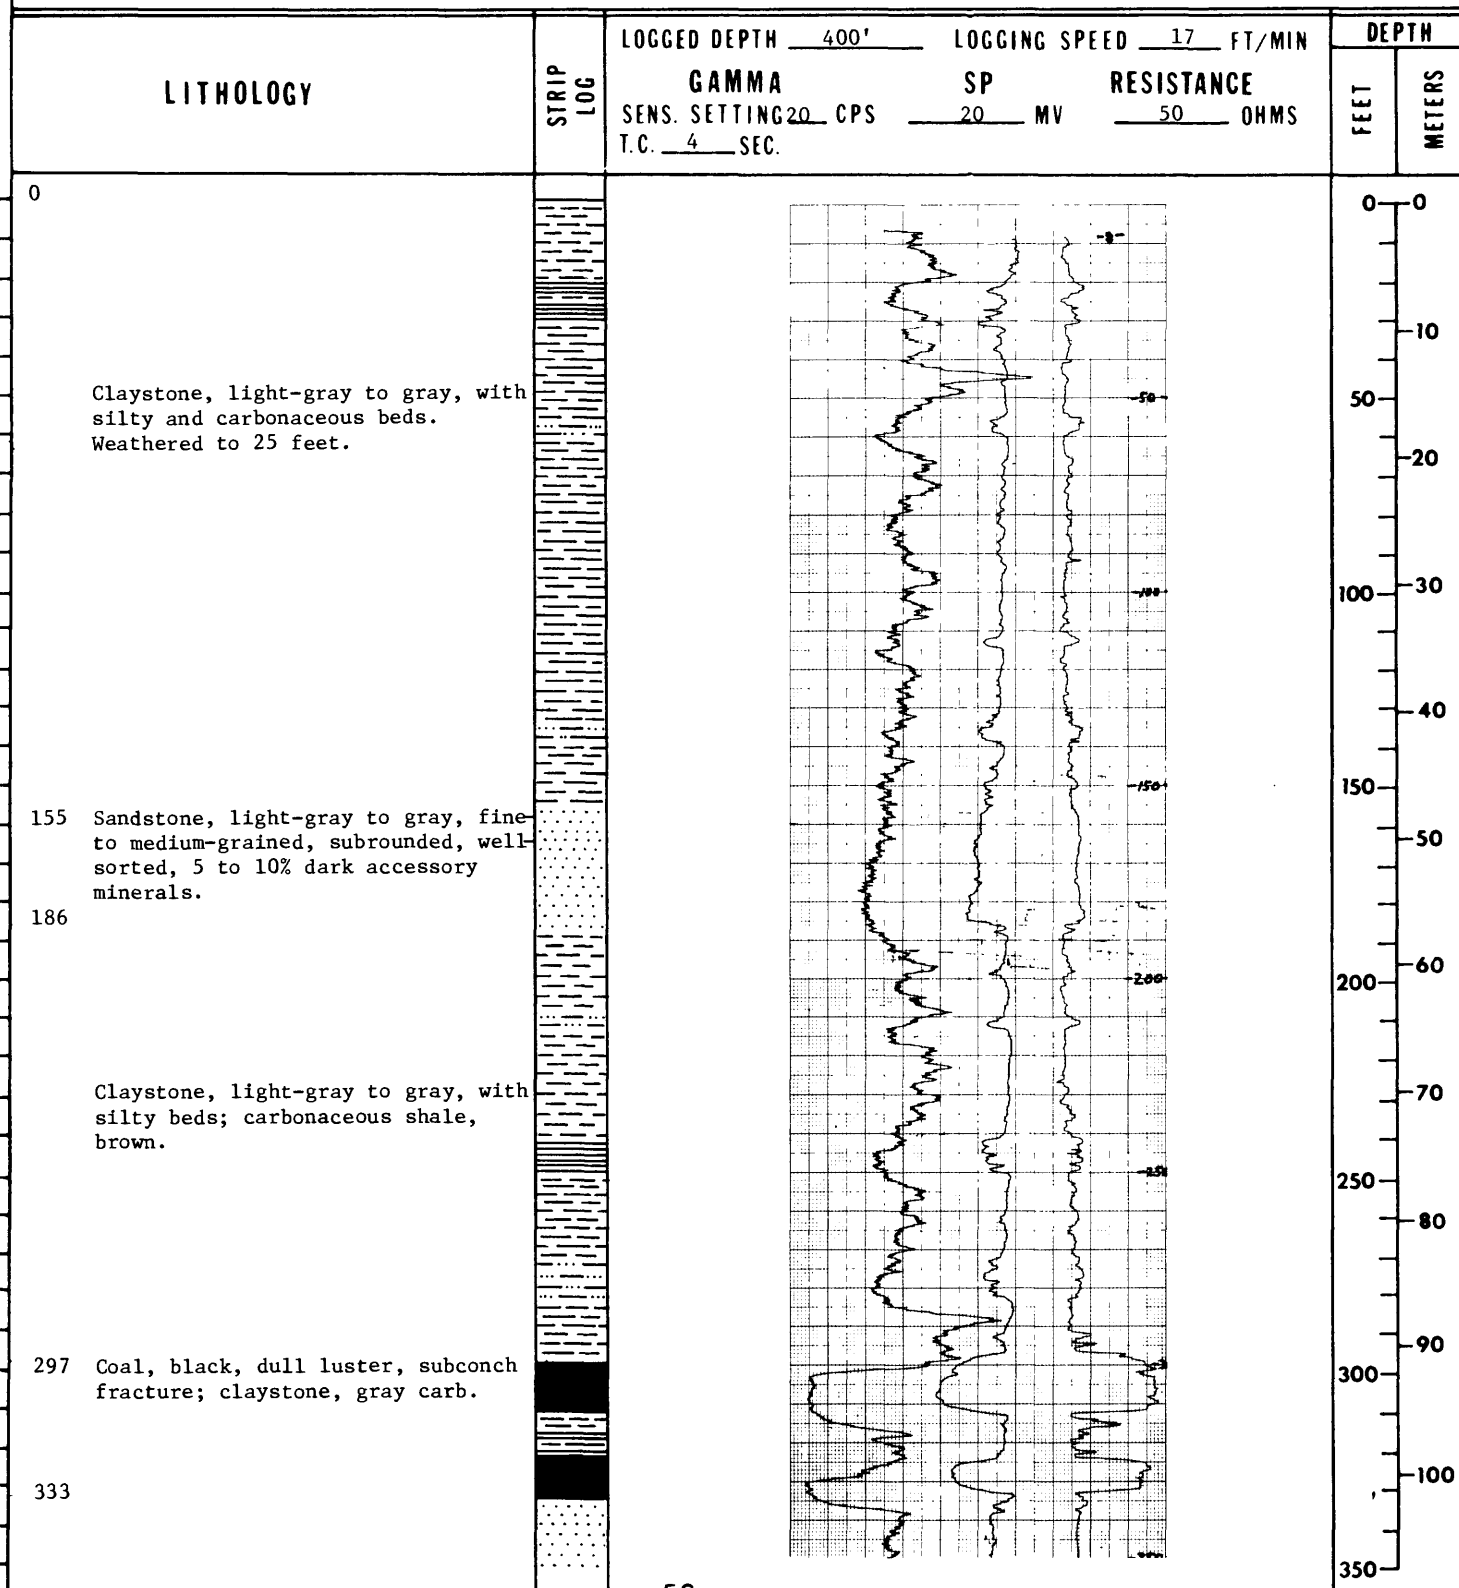 LITHOLOGY
STRIP LOG
LOGGED DEPTH 400' LOGGING SPEED 17 FT/MIN
GAMMA SP RESISTANCE
SENS. SETTING 20 CPS 20 MV 50 OHMS
T.C. 4 SEC.
DEPTH
FEET METERS
0
Claystone, light-gray to gray, with
silty and carbonaceous beds.
Weathered to 25 feet.
155 Sandstone, light-gray to gray, fine-
to medium-grained, subrounded, well-
sorted, 5 to 10% dark accessory
minerals.
186
Claystone, light-gray to gray, with
silty beds; carbonaceous shale,
brown.
297 Coal, black, dull luster, subconch
fracture; claystone, gray carb.
333
-0-
-50-
-100-
-150-
-200-
-250
0 0
10
50
20
100 30
40
150
50
60
200
70
250
80
90
300
100
350